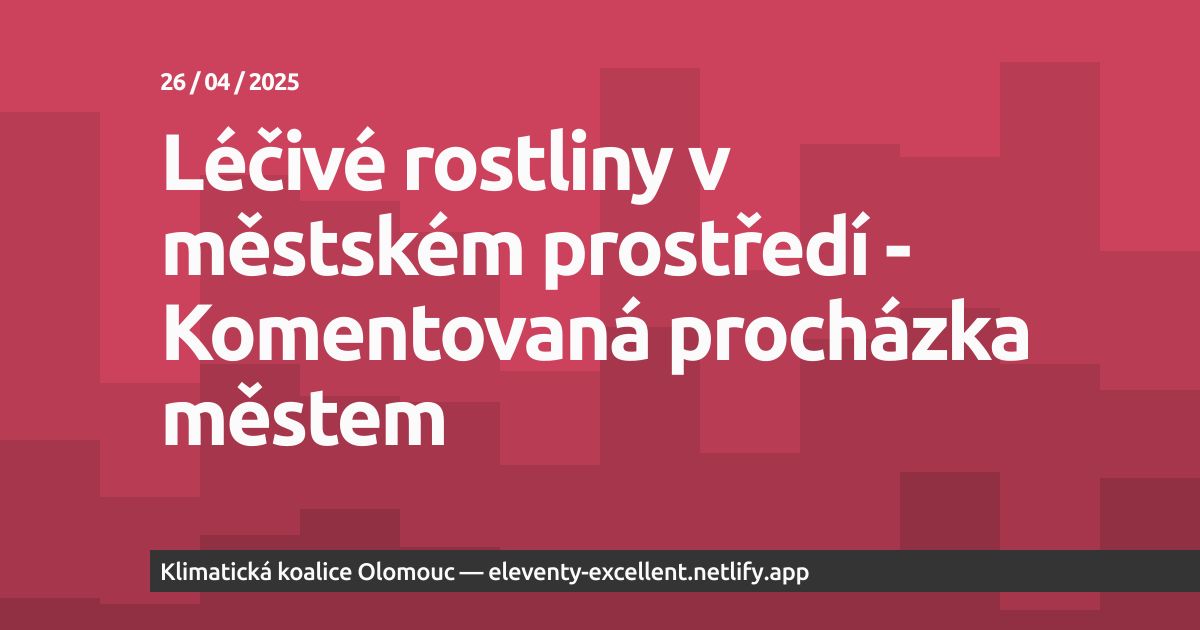 26 / 04 / 2025
Léčivé rostliny v
městském prostředí -
Komentovaná procházka
městem
Klimatická koalice Olomouc — eleventy-excellent.netlify.app